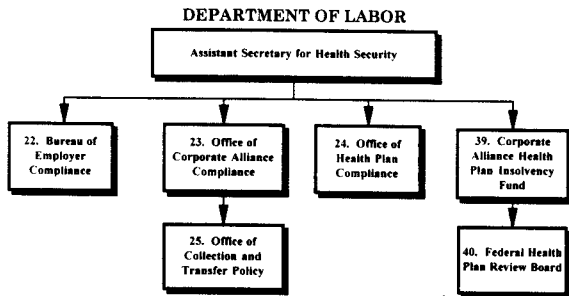 DEPARTMENT OF LABOR
Assistant Secretary for Health Security
22. Bureau of
Employer
Compliance
23. Office of
Corporate Alliance
Compliance
24. Office of
Health Plan
Compliance
39. Corporate
Alliance Health
Plan Insolvency
Fund
25. Office of
Collection and
Transfer Policy
40. Federal Health
Plan Review Board